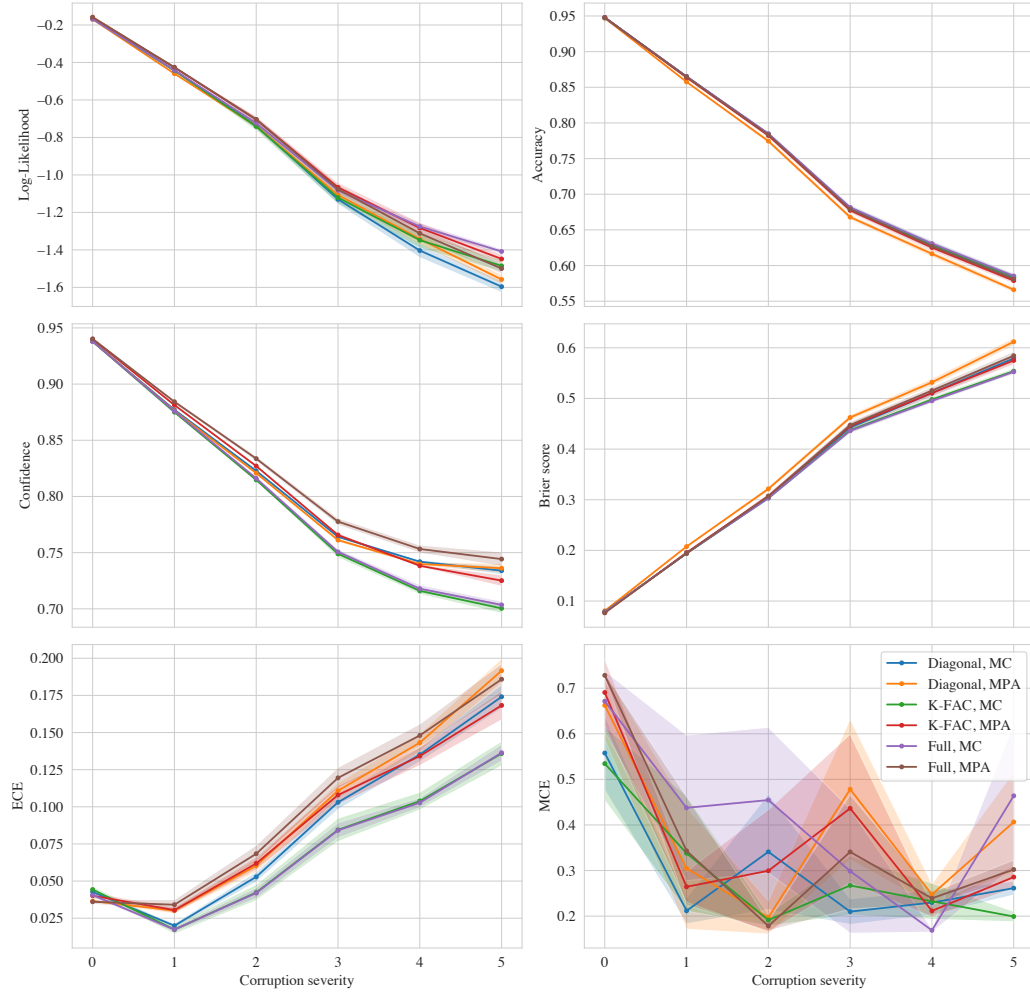 −0.2
−0.4
−0.6
−0.8
−1.0
−1.2
−1.4
−1.6
Log-Likelihood
0.95
0.90
0.85
0.80
0.75
0.70
0.65
0.60
0.55
Accuracy
0.95
0.90
0.85
0.80
0.75
0.70
Confidence
0.6
0.5
0.4
0.3
0.2
0.1
Brier score
0.200
0.175
0.150
0.125
0.100
0.075
0.050
0.025
ECE
0 1 2 3 4 5
Corruption severity
0.7
0.6
0.5
0.4
0.3
0.2
MCE
Diagonal, MC
Diagonal, MPA
K-FAC, MC
K-FAC, MPA
Full, MC
Full, MPA
0 1 2 3 4 5
Corruption severity